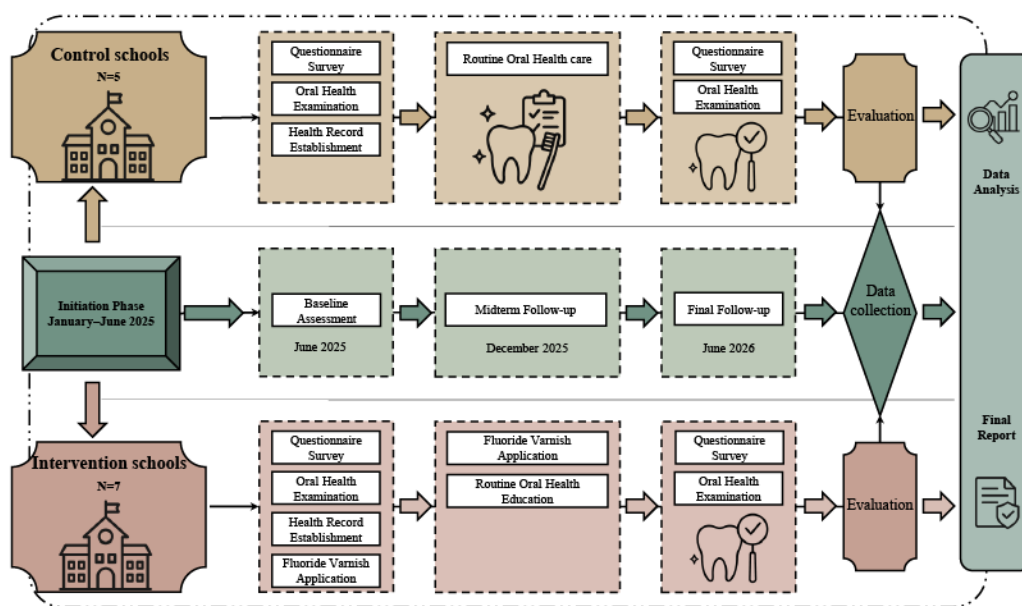 Control schools
N=5
Questionnaire
Survey
Oral Health
Examination
Health Record
Establishment
Routine Oral Health care
Questionnaire
Survey
Oral Health
Examination
Evaluation
Data
Analysis
Initiation Phase
January–June 2025
Baseline
Assessment
June 2025
Midterm Follow-up
December 2025
Final Follow-up
June 2026
Data
collection
Intervention schools
N=7
Questionnaire
Survey
Oral Health
Examination
Health Record
Establishment
Fluoride Varnish
Application
Fluoride Varnish
Application
Routine Oral Health
Education
Questionnaire
Survey
Oral Health
Examination
Evaluation
Final
Report